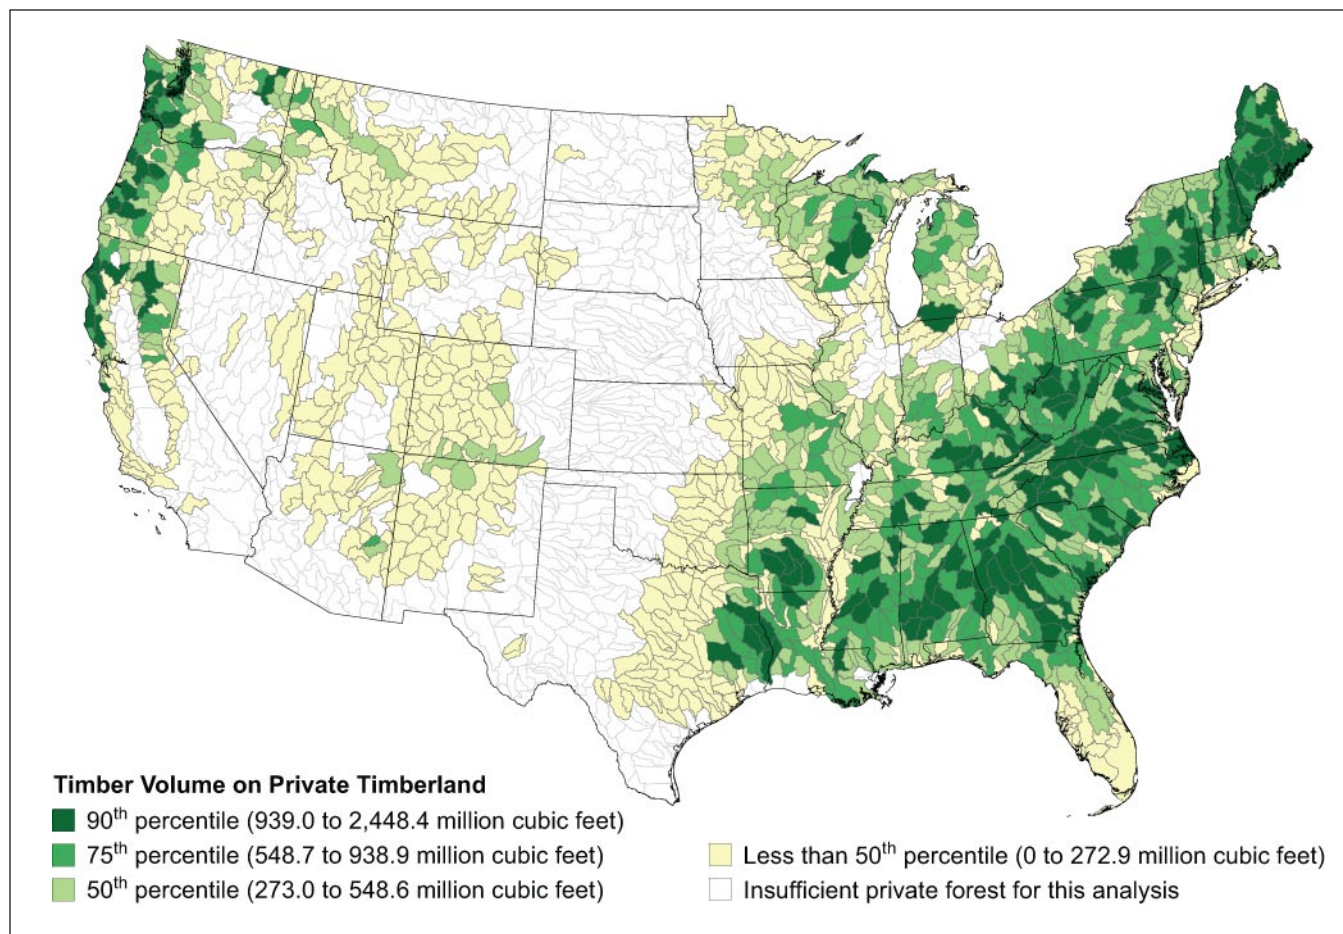 Timber Volume on Private Timberland
90th percentile (939.0 to 2,448.4 million cubic feet)
75th percentile (548.7 to 938.9 million cubic feet)
50th percentile (273.0 to 548.6 million cubic feet)
Less than 50th percentile (0 to 272.9 million cubic feet)
Insufficient private forest for this analysis